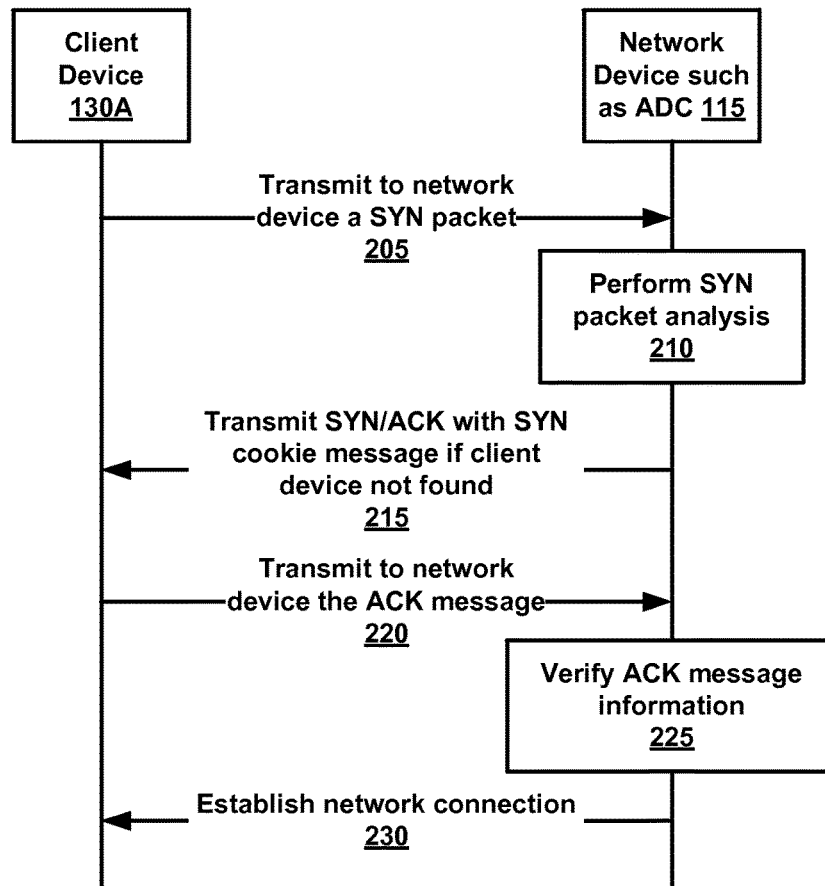 Client
Device
130A
Network
Device such
as ADC 115
Transmit to network
device a SYN packet
205
Perform SYN
packet analysis
210
Transmit SYN/ACK with SYN
cookie message if client
device not found
215
Transmit to network
device the ACK message
220
Verify ACK message
information
225
Establish network connection
230